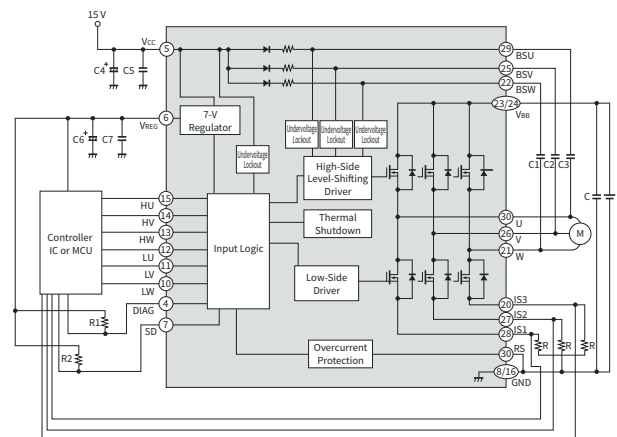 15 V
VCC
5
C4
+
C5
29
BSU
25
BSV
22
BSW
23/24
VBB
6
VREG
C6
+
C7
7-V
Regulator
Undervoltage
Lockout
Undervoltage
Lockout
Undervoltage
Lockout
Undervoltage
Lockout
High-Side
Level-Shifting
Driver
C1
C2
C3
C
Controller
IC or MCU
15
HU
14
HV
13
HW
12
LU
11
LV
10
LW
4
DIAG
7
SD
Input Logic
Thermal
Shutdown
Low-Side
Driver
30
U
26
V
21
W
M
20
IS3
27
IS2
28
IS1
30
RS
8/16
GND
R
R
R
R1
R2
Overcurrent
Protection